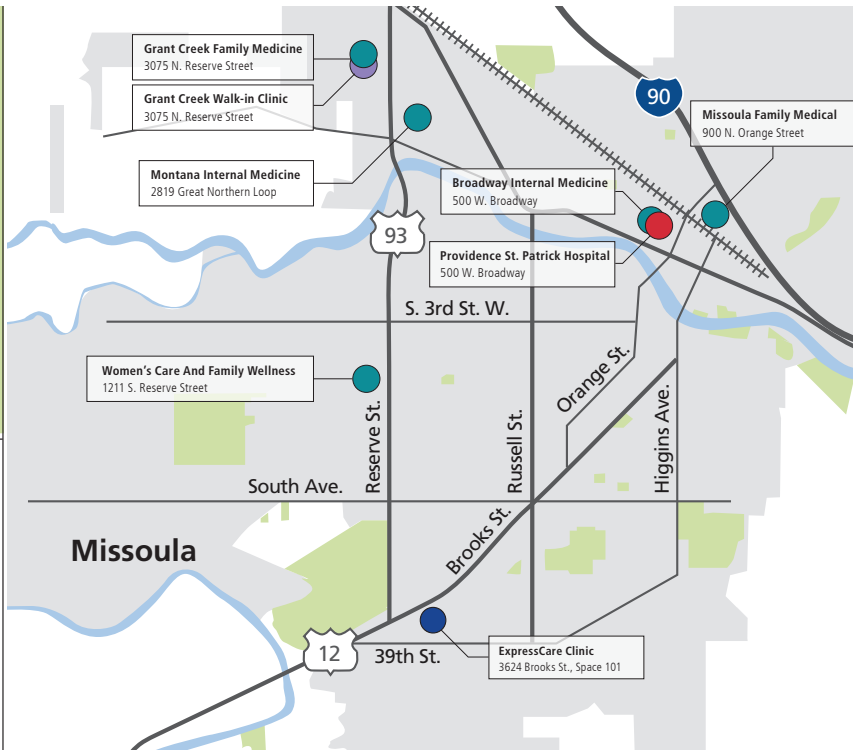 Grant Creek Family Medicine
3075 N. Reserve Street
Grant Creek Walk-in Clinic
3075 N. Reserve Street
90
Missoula Family Medical
900 N. Orange Street
Montana Internal Medicine
2819 Great Northern Loop
Broadway Internal Medicine
500 W. Broadway
93
Providence St. Patrick Hospital
500 W. Broadway
S. 3rd St. W.
Women's Care And Family Wellness
1211 S. Reserve Street
Orange St.
Reserve St.
Russell St.
Higgins Ave.
South Ave.
Brooks St.
Missoula
12
39th St.
ExpressCare Clinic
3624 Brooks St., Space 101